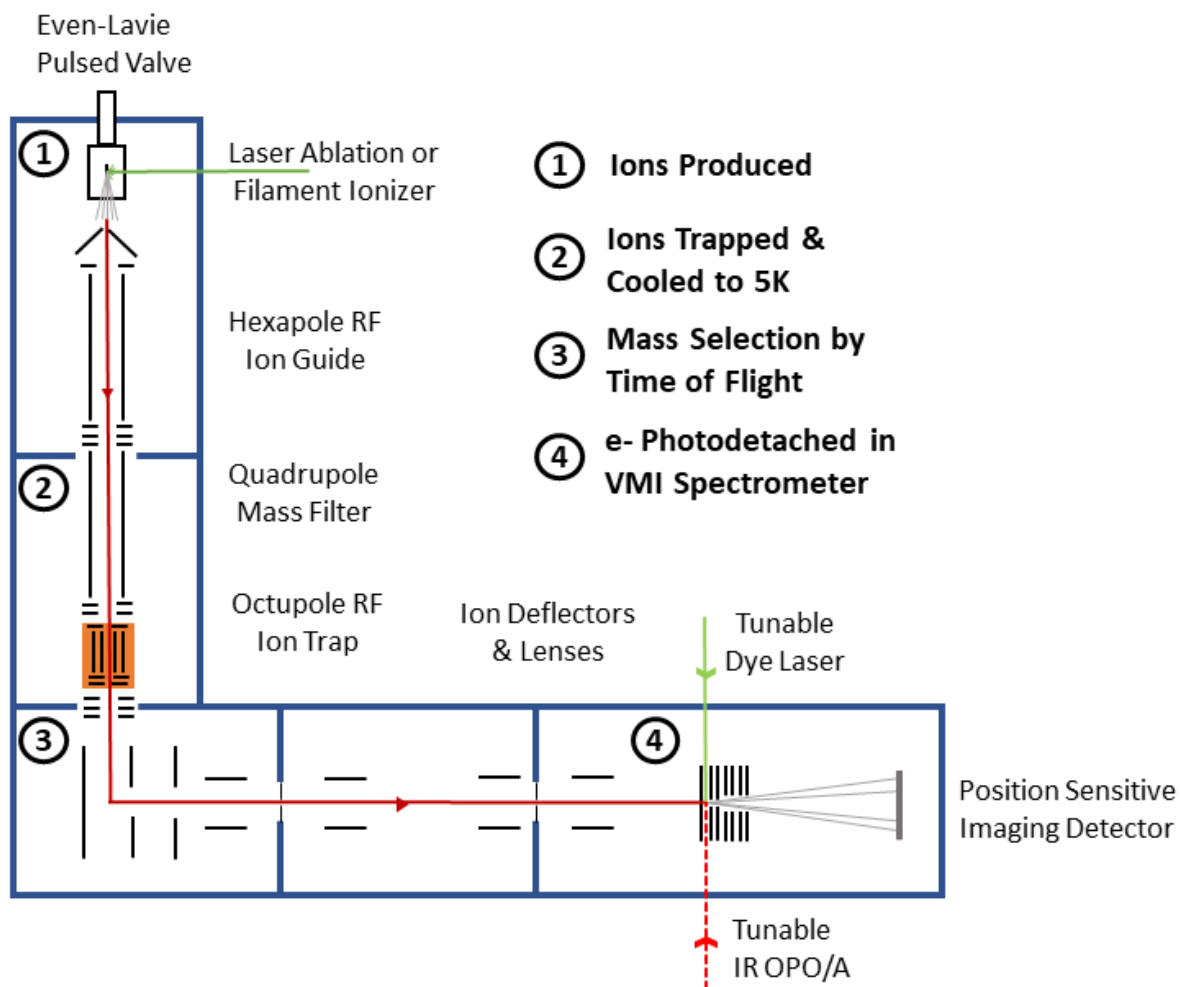 Even-Lavie
Pulsed Valve
1
Laser Ablation or
Filament Ionizer
1 Ions Produced
2 Ions Trapped &
Cooled to 5K
Hexapole RF
Ion Guide
3 Mass Selection by
Time of Flight
4 e- Photodetached in
VMI Spectrometer
2
Quadrupole
Mass Filter
Octupole RF
Ion Trap
Ion Deflectors
& Lenses
Tunable
Dye Laser
3
4
Position Sensitive
Imaging Detector
Tunable
IR OPO/A